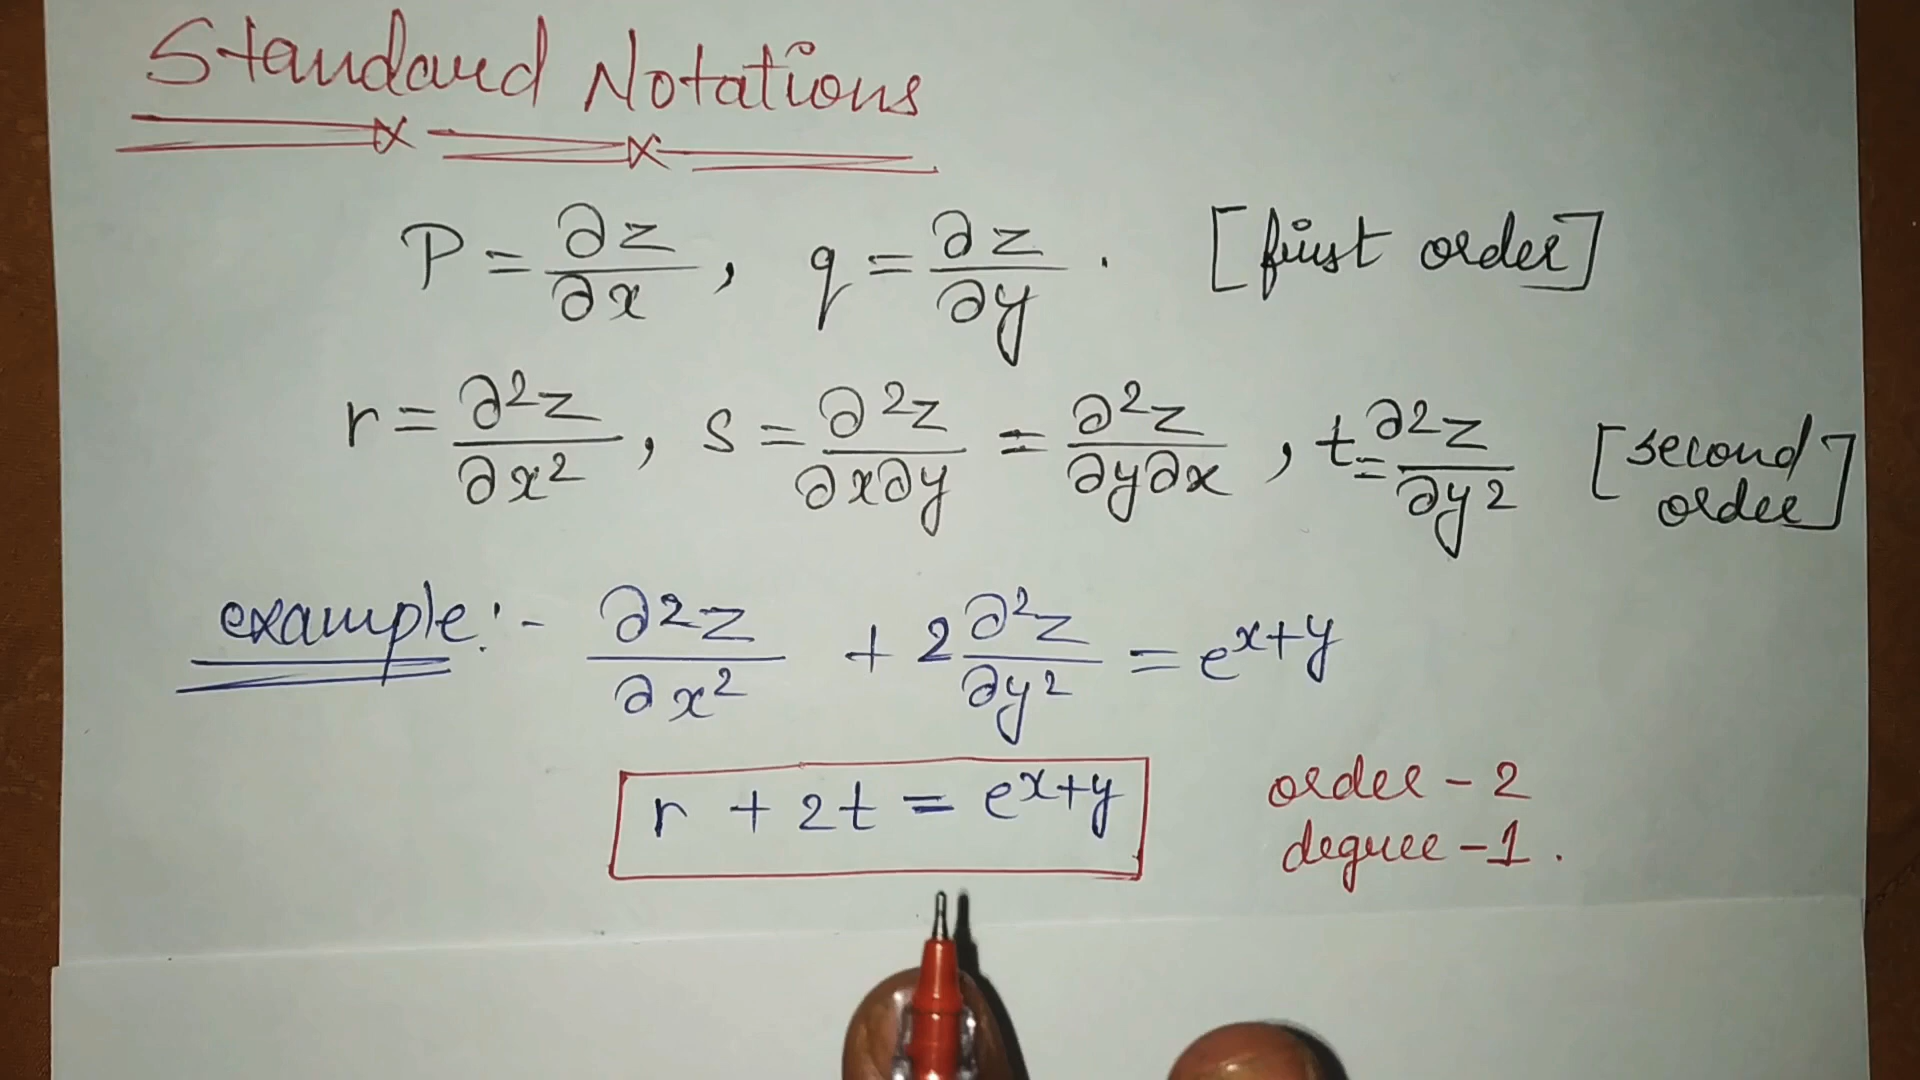 Standard Notations
P = ∂z/∂x , q = ∂z/∂y . [first order]
r = ∂²z/∂x² , s = ∂²z/∂x∂y = ∂²z/∂y∂x , t = ∂²z/∂y² [second order]
example :- ∂²z/∂x² + 2 ∂²z/∂y² = e^x+y
r + 2t = e^x+y
order - 2
degree - 1 .